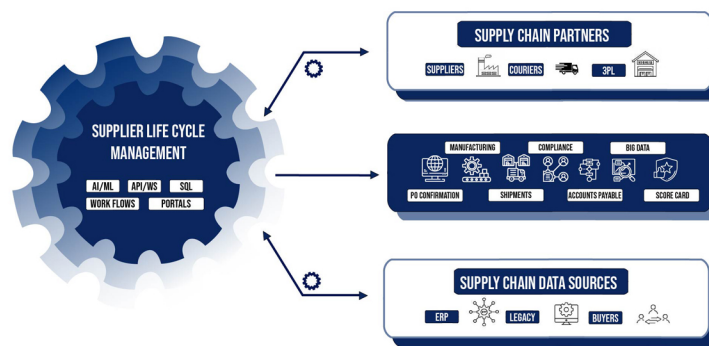 SUPPLIER LIFE CYCLE
MANAGEMENT
AI/ML API/WS SQL
WORK FLOWS PORTALS
SUPPLY CHAIN PARTNERS
SUPPLIERS COURIERS 3PL
MANUFACTURING COMPLIANCE BIG DATA
PO CONFIRMATION SHIPMENTS ACCOUNTS PAYABLE SCORE CARD
SUPPLY CHAIN DATA SOURCES
ERP LEGACY BUYERS